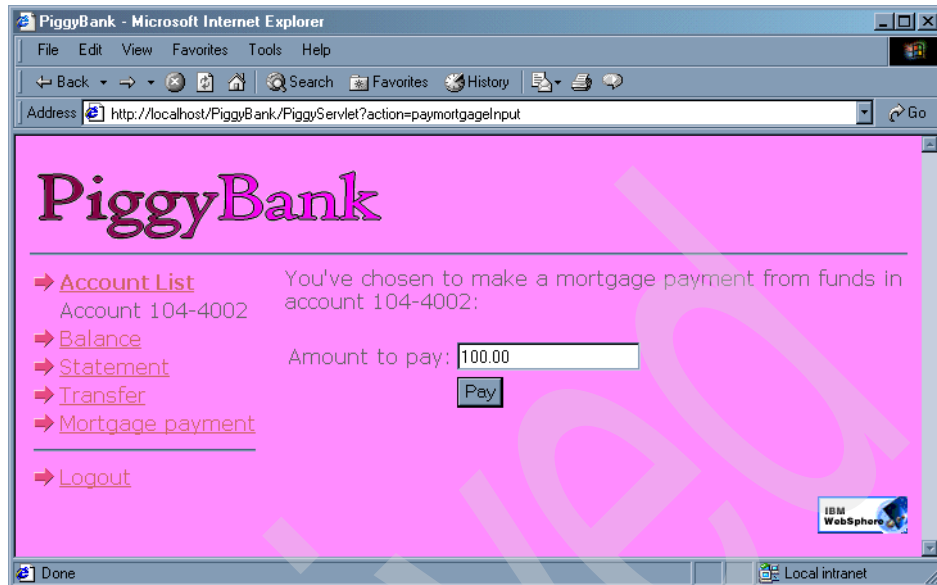 PiggyBank - Microsoft Internet Explorer
File Edit View Favorites Tools Help
Back Search Favorites History
Address http://localhost/PiggyBank/PiggyServlet?action=paymortgageInput Go
PiggyBank
Account List
Account 104-4002
Balance
Statement
Transfer
Mortgage payment
Logout
You've chosen to make a mortgage payment from funds in
account 104-4002:
Amount to pay: 100.00
Pay
IBM
WebSphere
Done Local intranet